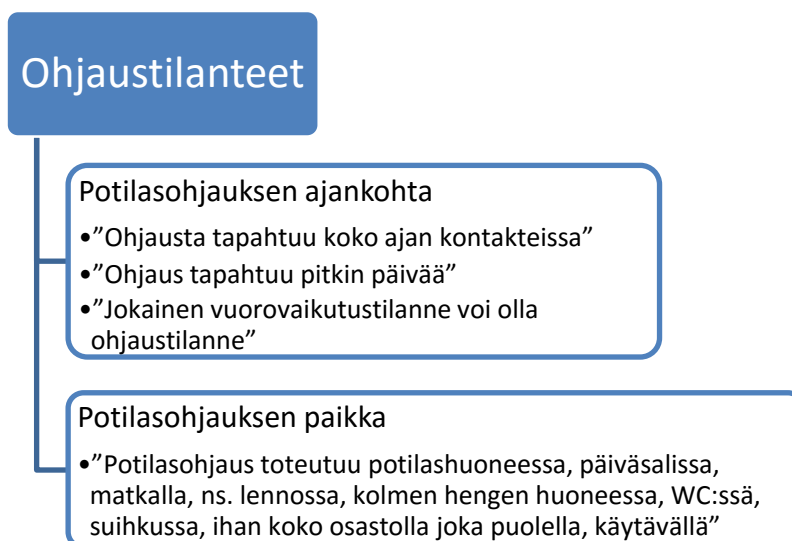 Ohjaustilanteet
Potilasohjauksen ajankohta
•”Ohjausta tapahtuu koko ajan kontakteissa”
•”Ohjaus tapahtuu pitkin päivää”
•”Jokainen vuorovaikutustilanne voi olla
ohjaustilanne”
Potilasohjauksen paikka
•”Potilasohjaus toteutuu potilashuoneessa, päiväsalissa,
matkalla, ns. lennossa, kolmen hengen huoneessa, WC:ssä,
suihkussa, ihan koko osastolla joka puolella, käytävällä”